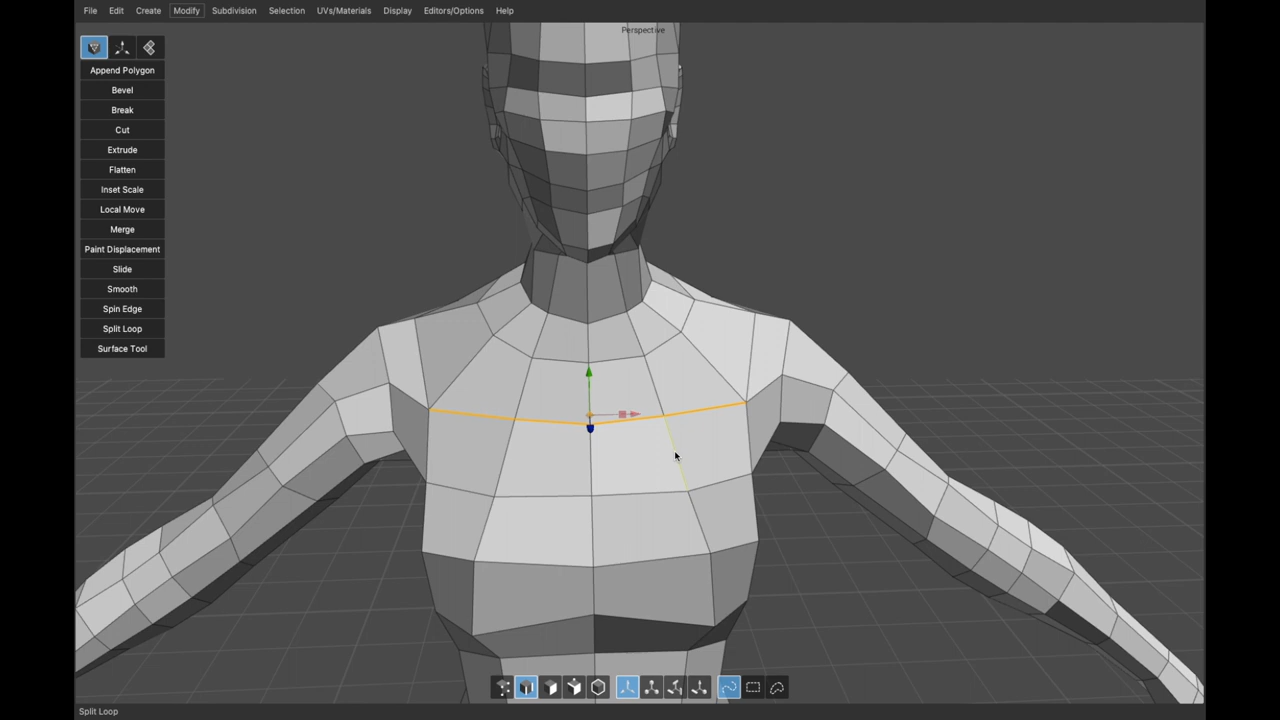 File Edit Create Modify Subdivision Selection UVs/Materials Display Editors/Options Help
Perspective
Append Polygon
Bevel
Break
Cut
Extrude
Flatten
Inset Scale
Local Move
Merge
Paint Displacement
Slide
Smooth
Spin Edge
Split Loop
Surface Tool
Split Loop